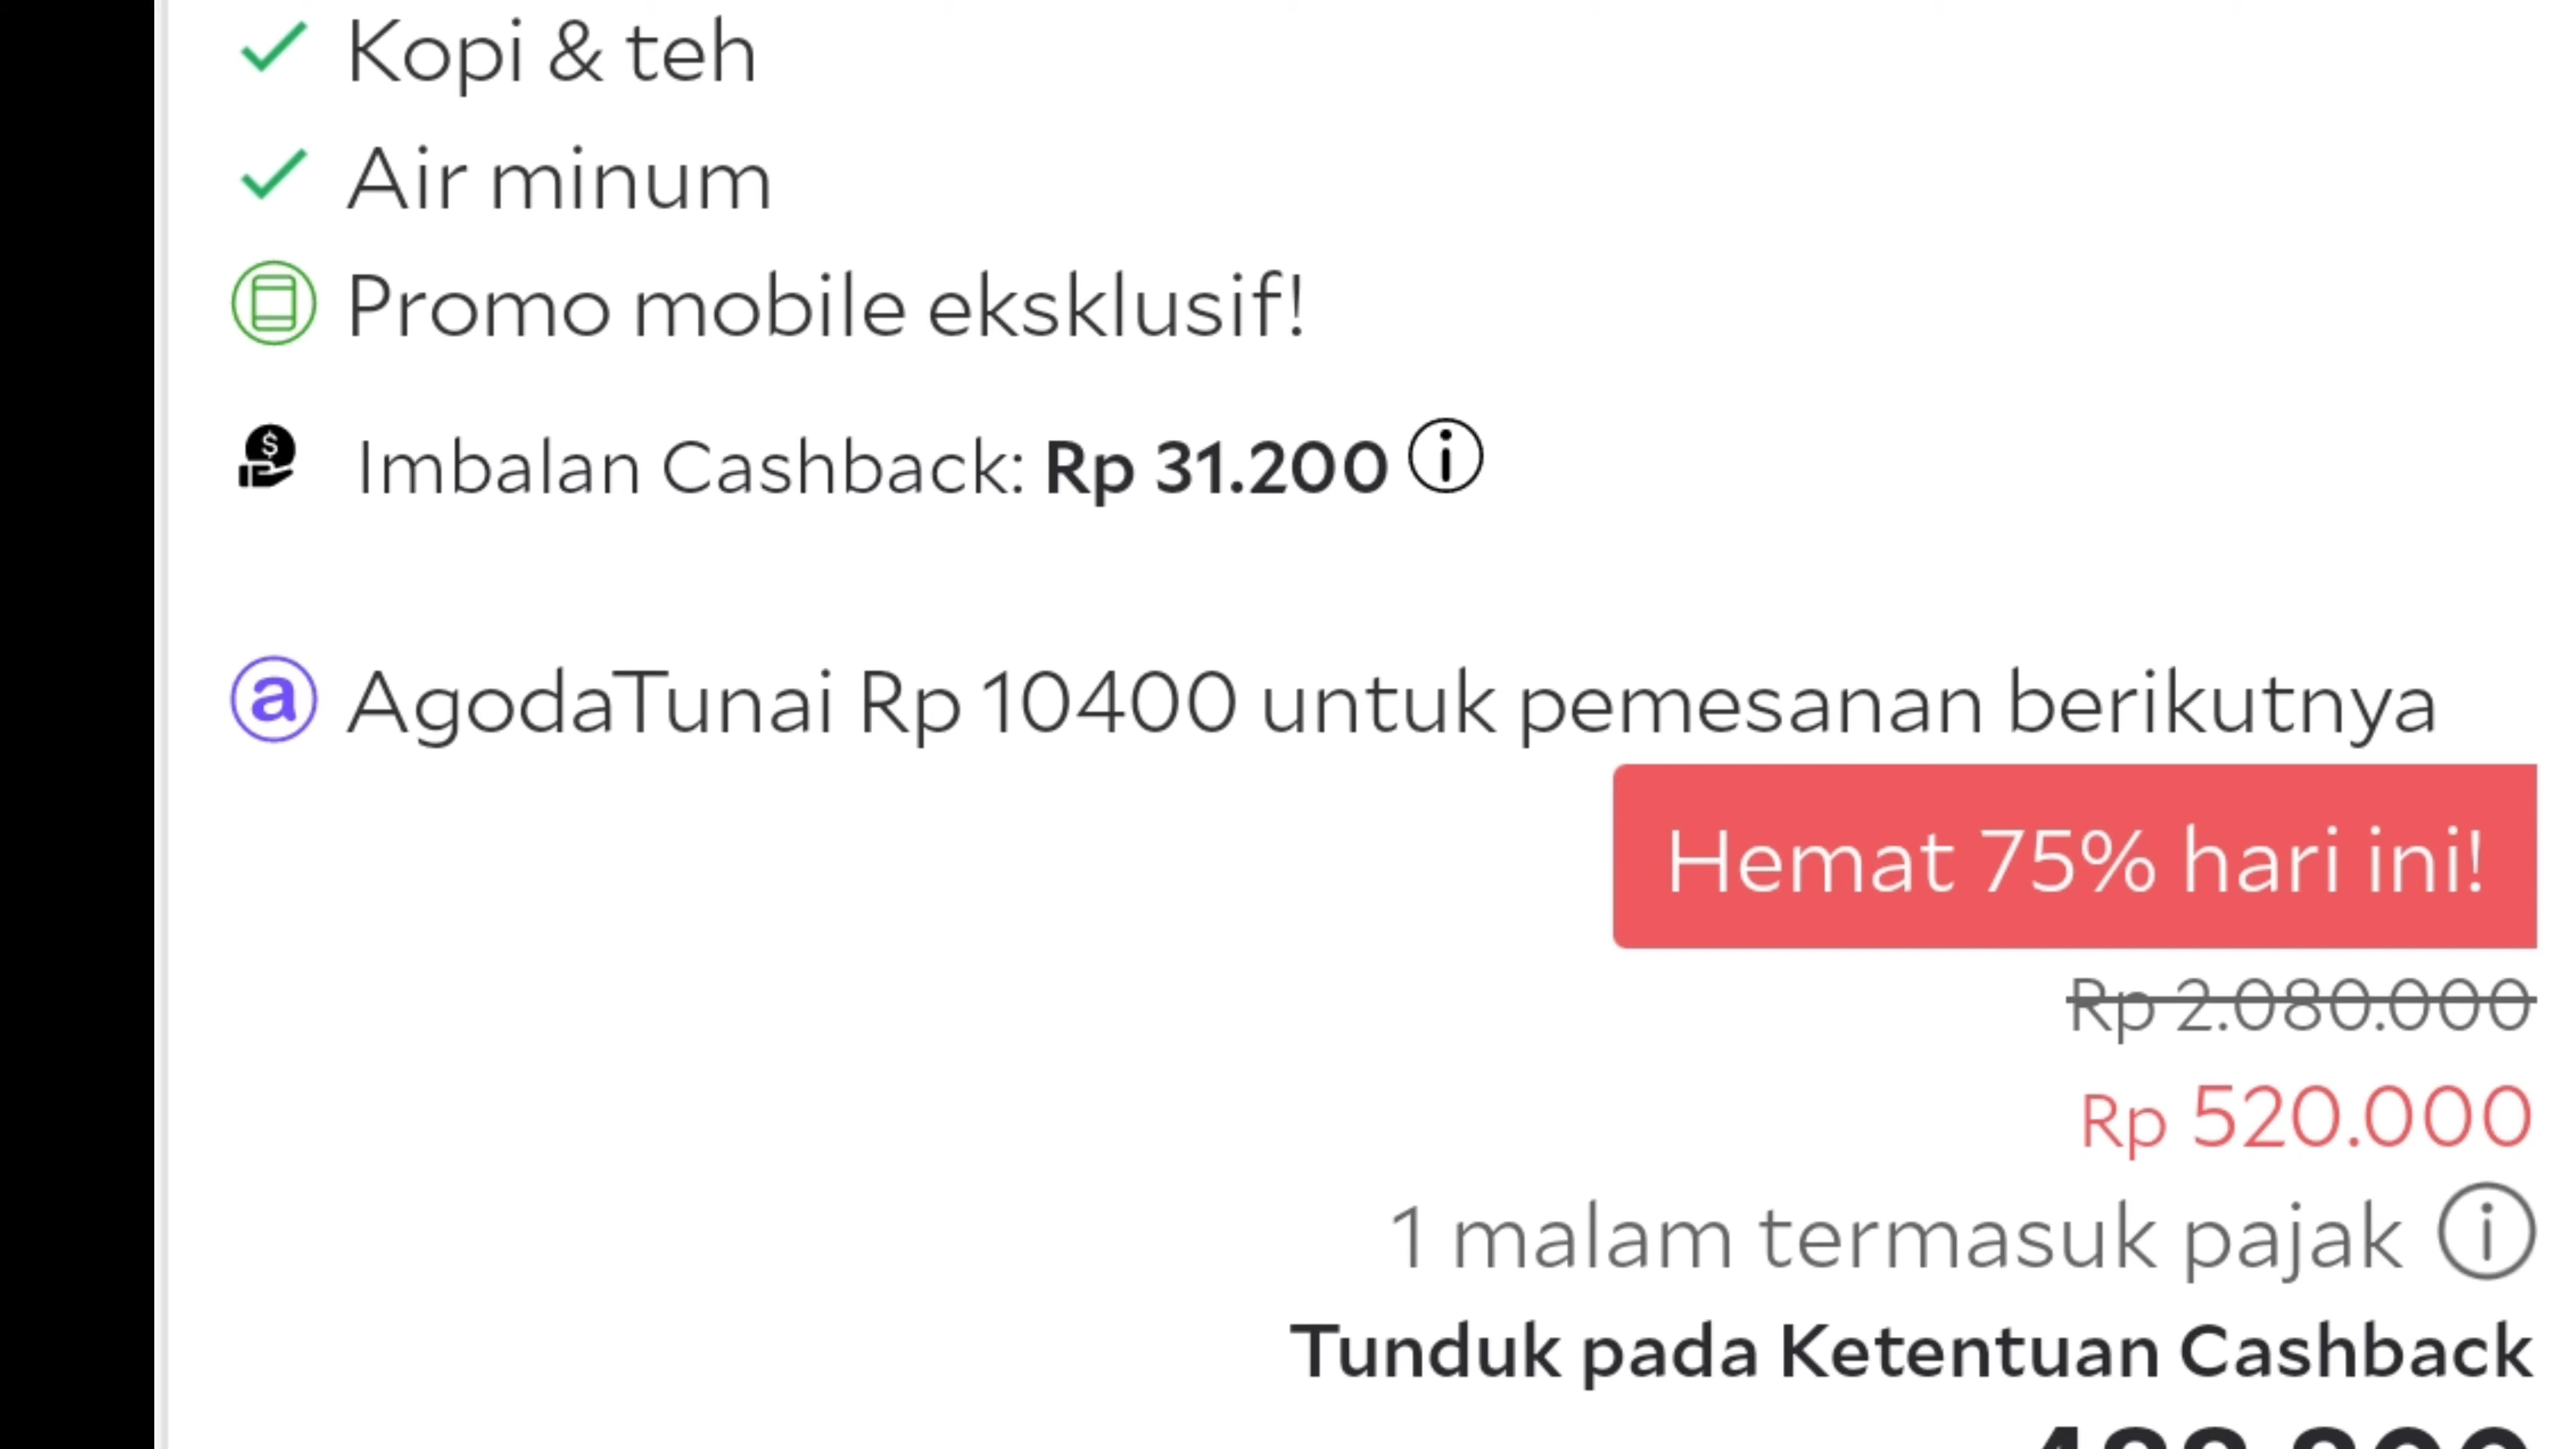 Kopi & teh
Air minum
Promo mobile eksklusif!
Imbalan Cashback: Rp 31.200
a AgodaTunai Rp 10400 untuk pemesanan berikutnya
Hemat 75% hari ini!
Rp 2.080.000
Rp 520.000
1 malam termasuk pajak
Tunduk pada Ketentuan Cashback